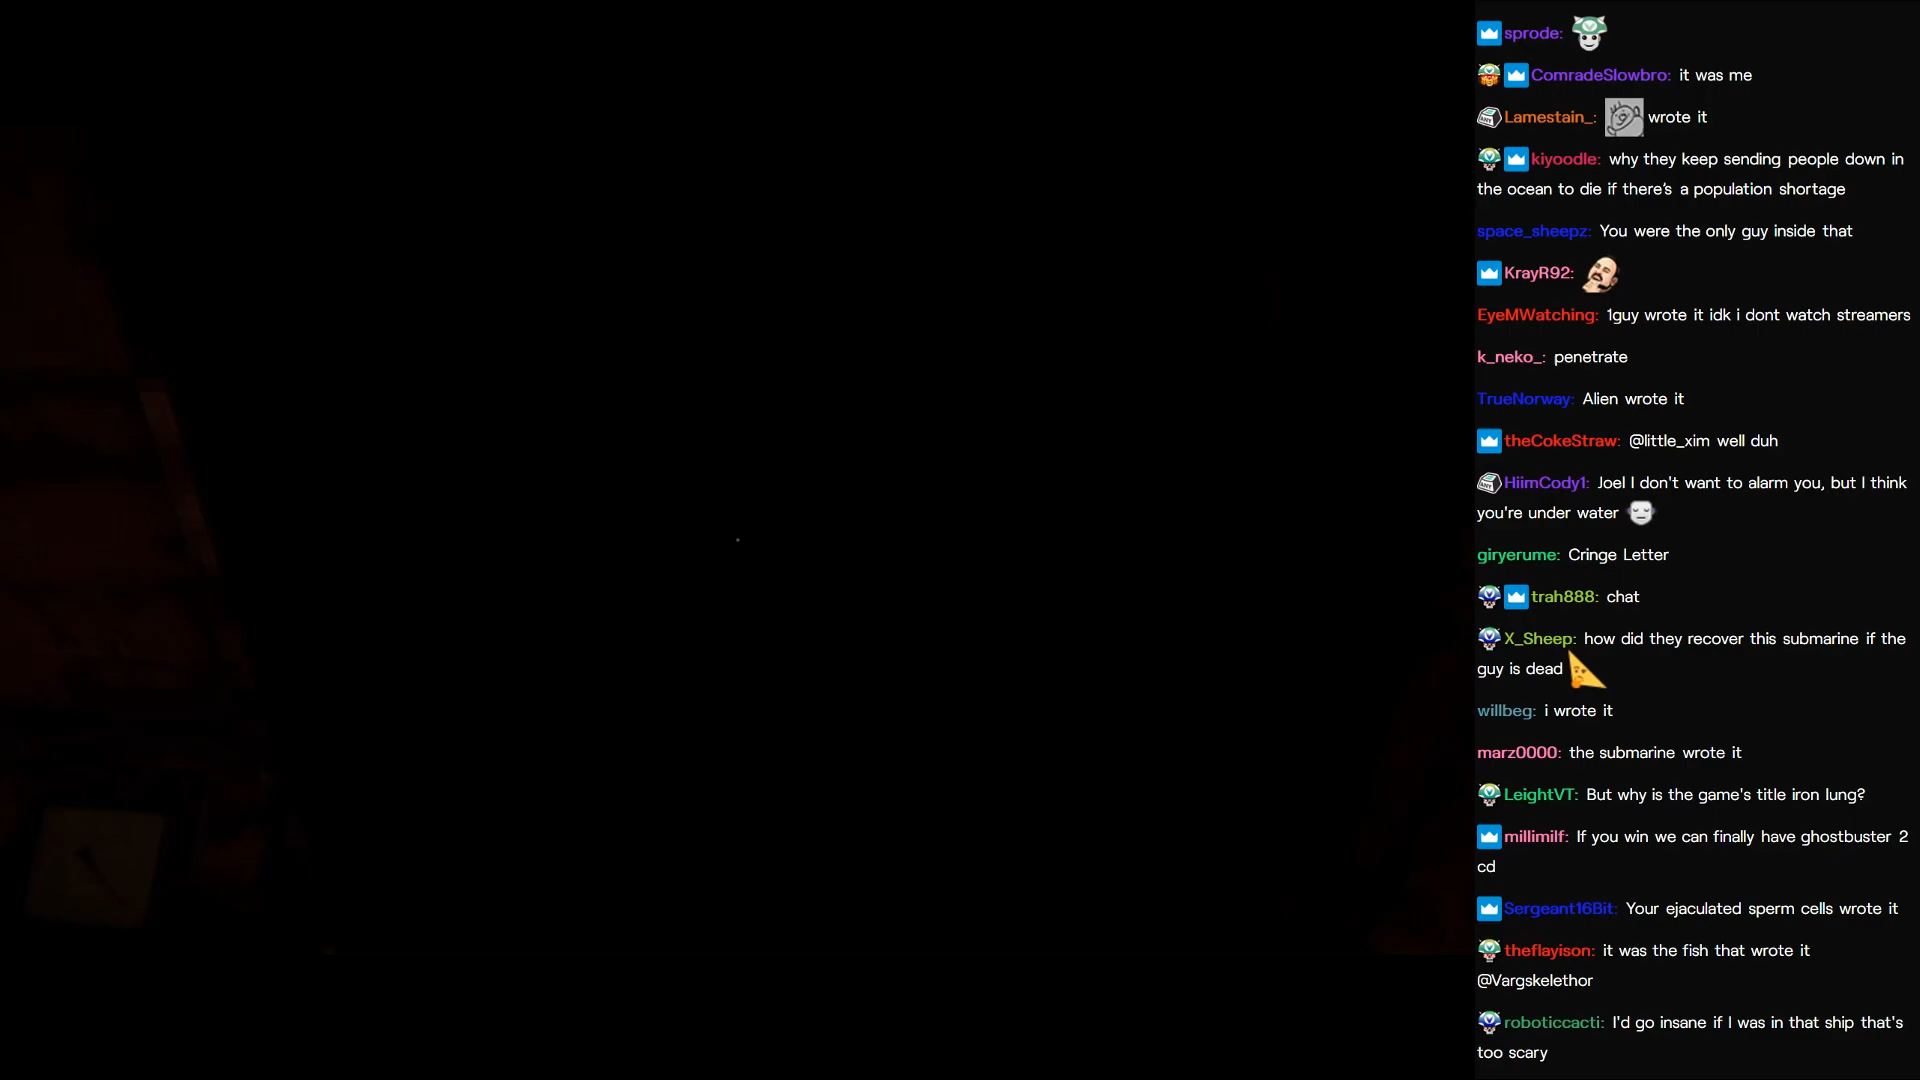 sprode:
ComradeSlowbro: it was me
Lamestain_: wrote it
kiyoodle: why they keep sending people down in
the ocean to die if there's a population shortage
space_sheepz: You were the only guy inside that
KrayR92:
EyeMWatching: 1guy wrote it idk i dont watch streamers
k_neko_: penetrate
TrueNorway: Alien wrote it
theCokeStraw: @little_xim well duh
HiimCody1: Joel I don't want to alarm you, but I think
you're under water
giryerume: Cringe Letter
trah888: chat
X_Sheep: how did they recover this submarine if the
guy is dead
willbeg: i wrote it
marz0000: the submarine wrote it
LeightVT: But why is the game's title iron lung?
millimilf: If you win we can finally have ghostbuster 2
cd
Sergeant16Bit: Your ejaculated sperm cells wrote it
theflayison: it was the fish that wrote it
@Vargskelethor
roboticcacti: I'd go insane if I was in that ship that's
too scary